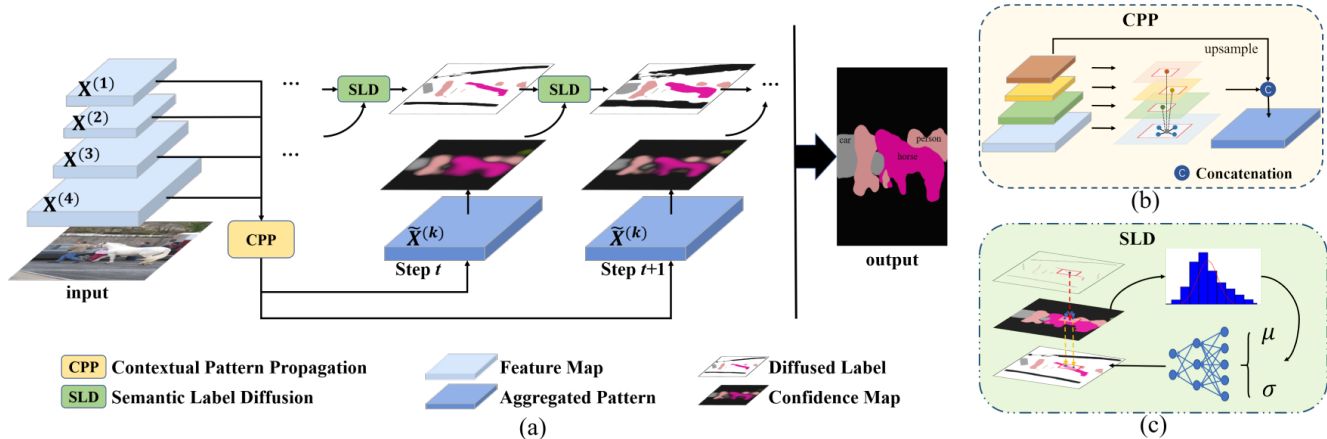 X(1)
X(2)
X(3)
X(4)
input
CPP
...
...
SLD
SLD
...
X̃(k)
Step t
X̃(k)
Step t+1
car
person
horse
output
CPP Contextual Pattern Propagation
SLD Semantic Label Diffusion
Feature Map
Aggregated Pattern
Diffused Label
Confidence Map
(a)
CPP
upsample
C
C Concatenation
(b)
SLD
μ
σ
(c)